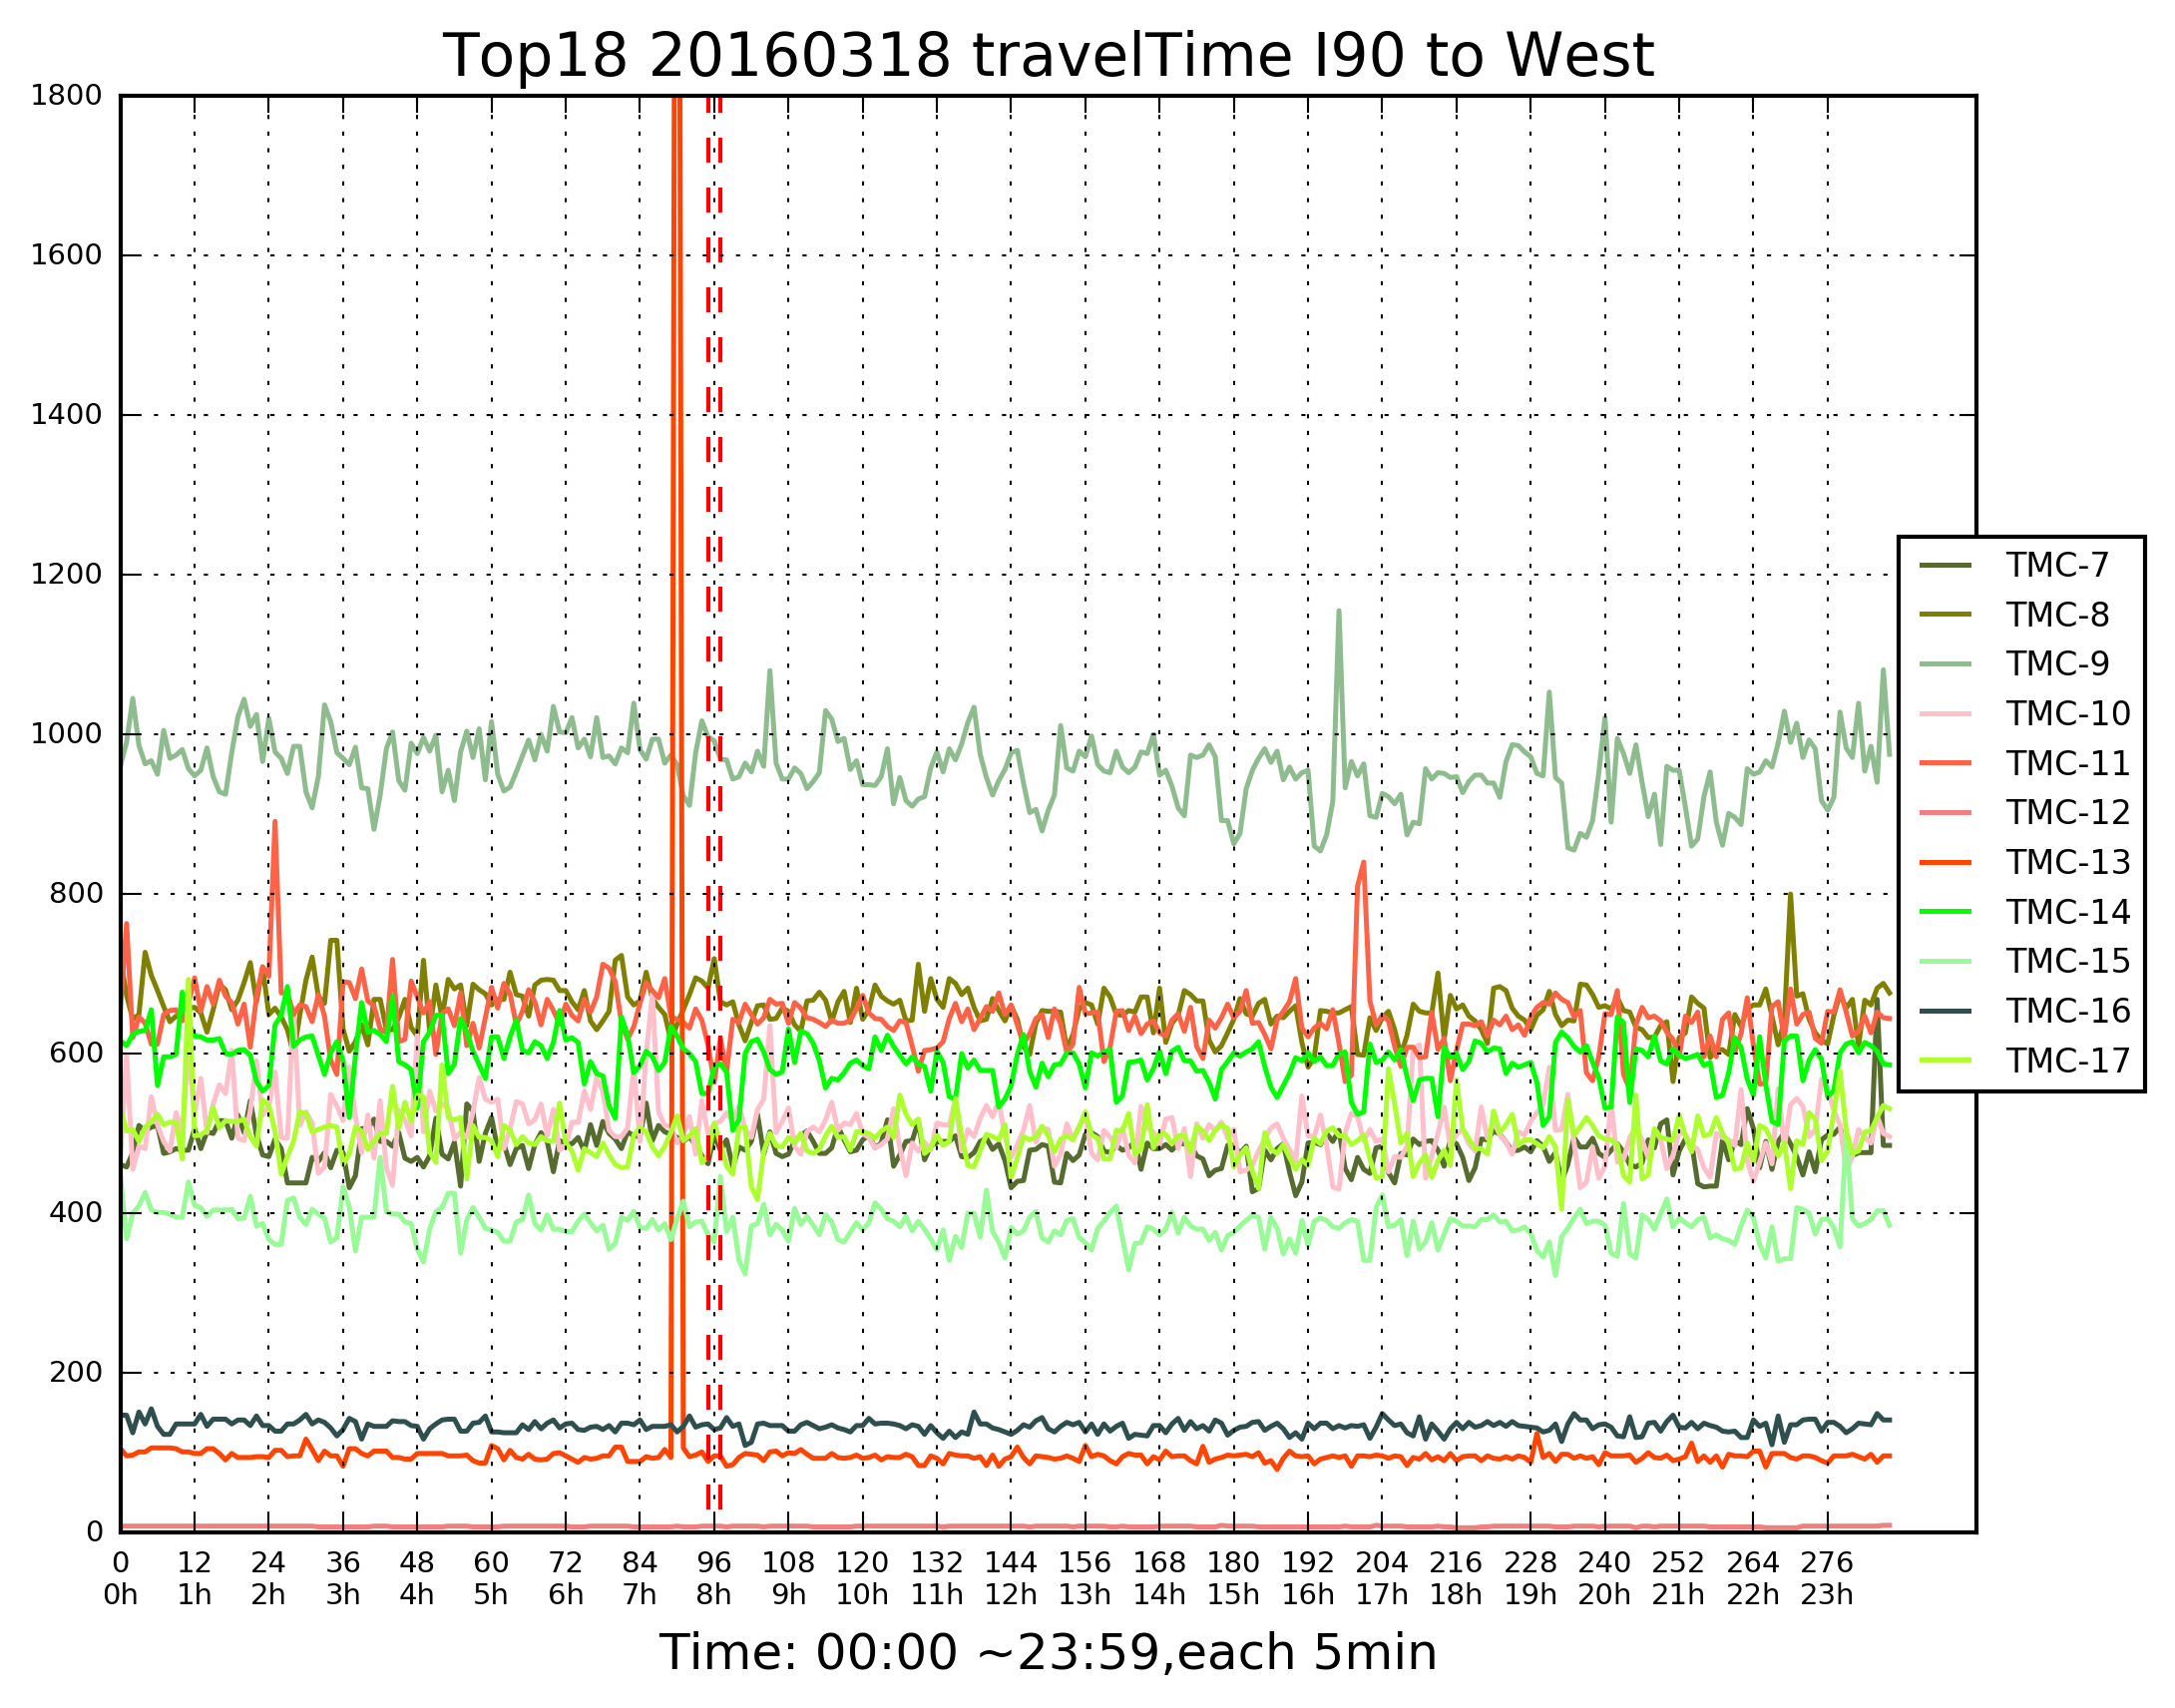 Top18 20160318 travelTime I90 to West
1800
1600
1400
1200
1000
800
600
400
200
0
TMC-7
TMC-8
TMC-9
TMC-10
TMC-11
TMC-12
TMC-13
TMC-14
TMC-15
TMC-16
TMC-17
0 12 24 36 48 60 72 84 96 108 120 132 144 156 168 180 192 204 216 228 240 252 264 276
0h 1h 2h 3h 4h 5h 6h 7h 8h 9h 10h 11h 12h 13h 14h 15h 16h 17h 18h 19h 20h 21h 22h 23h
Time: 00:00 ~23:59,each 5min